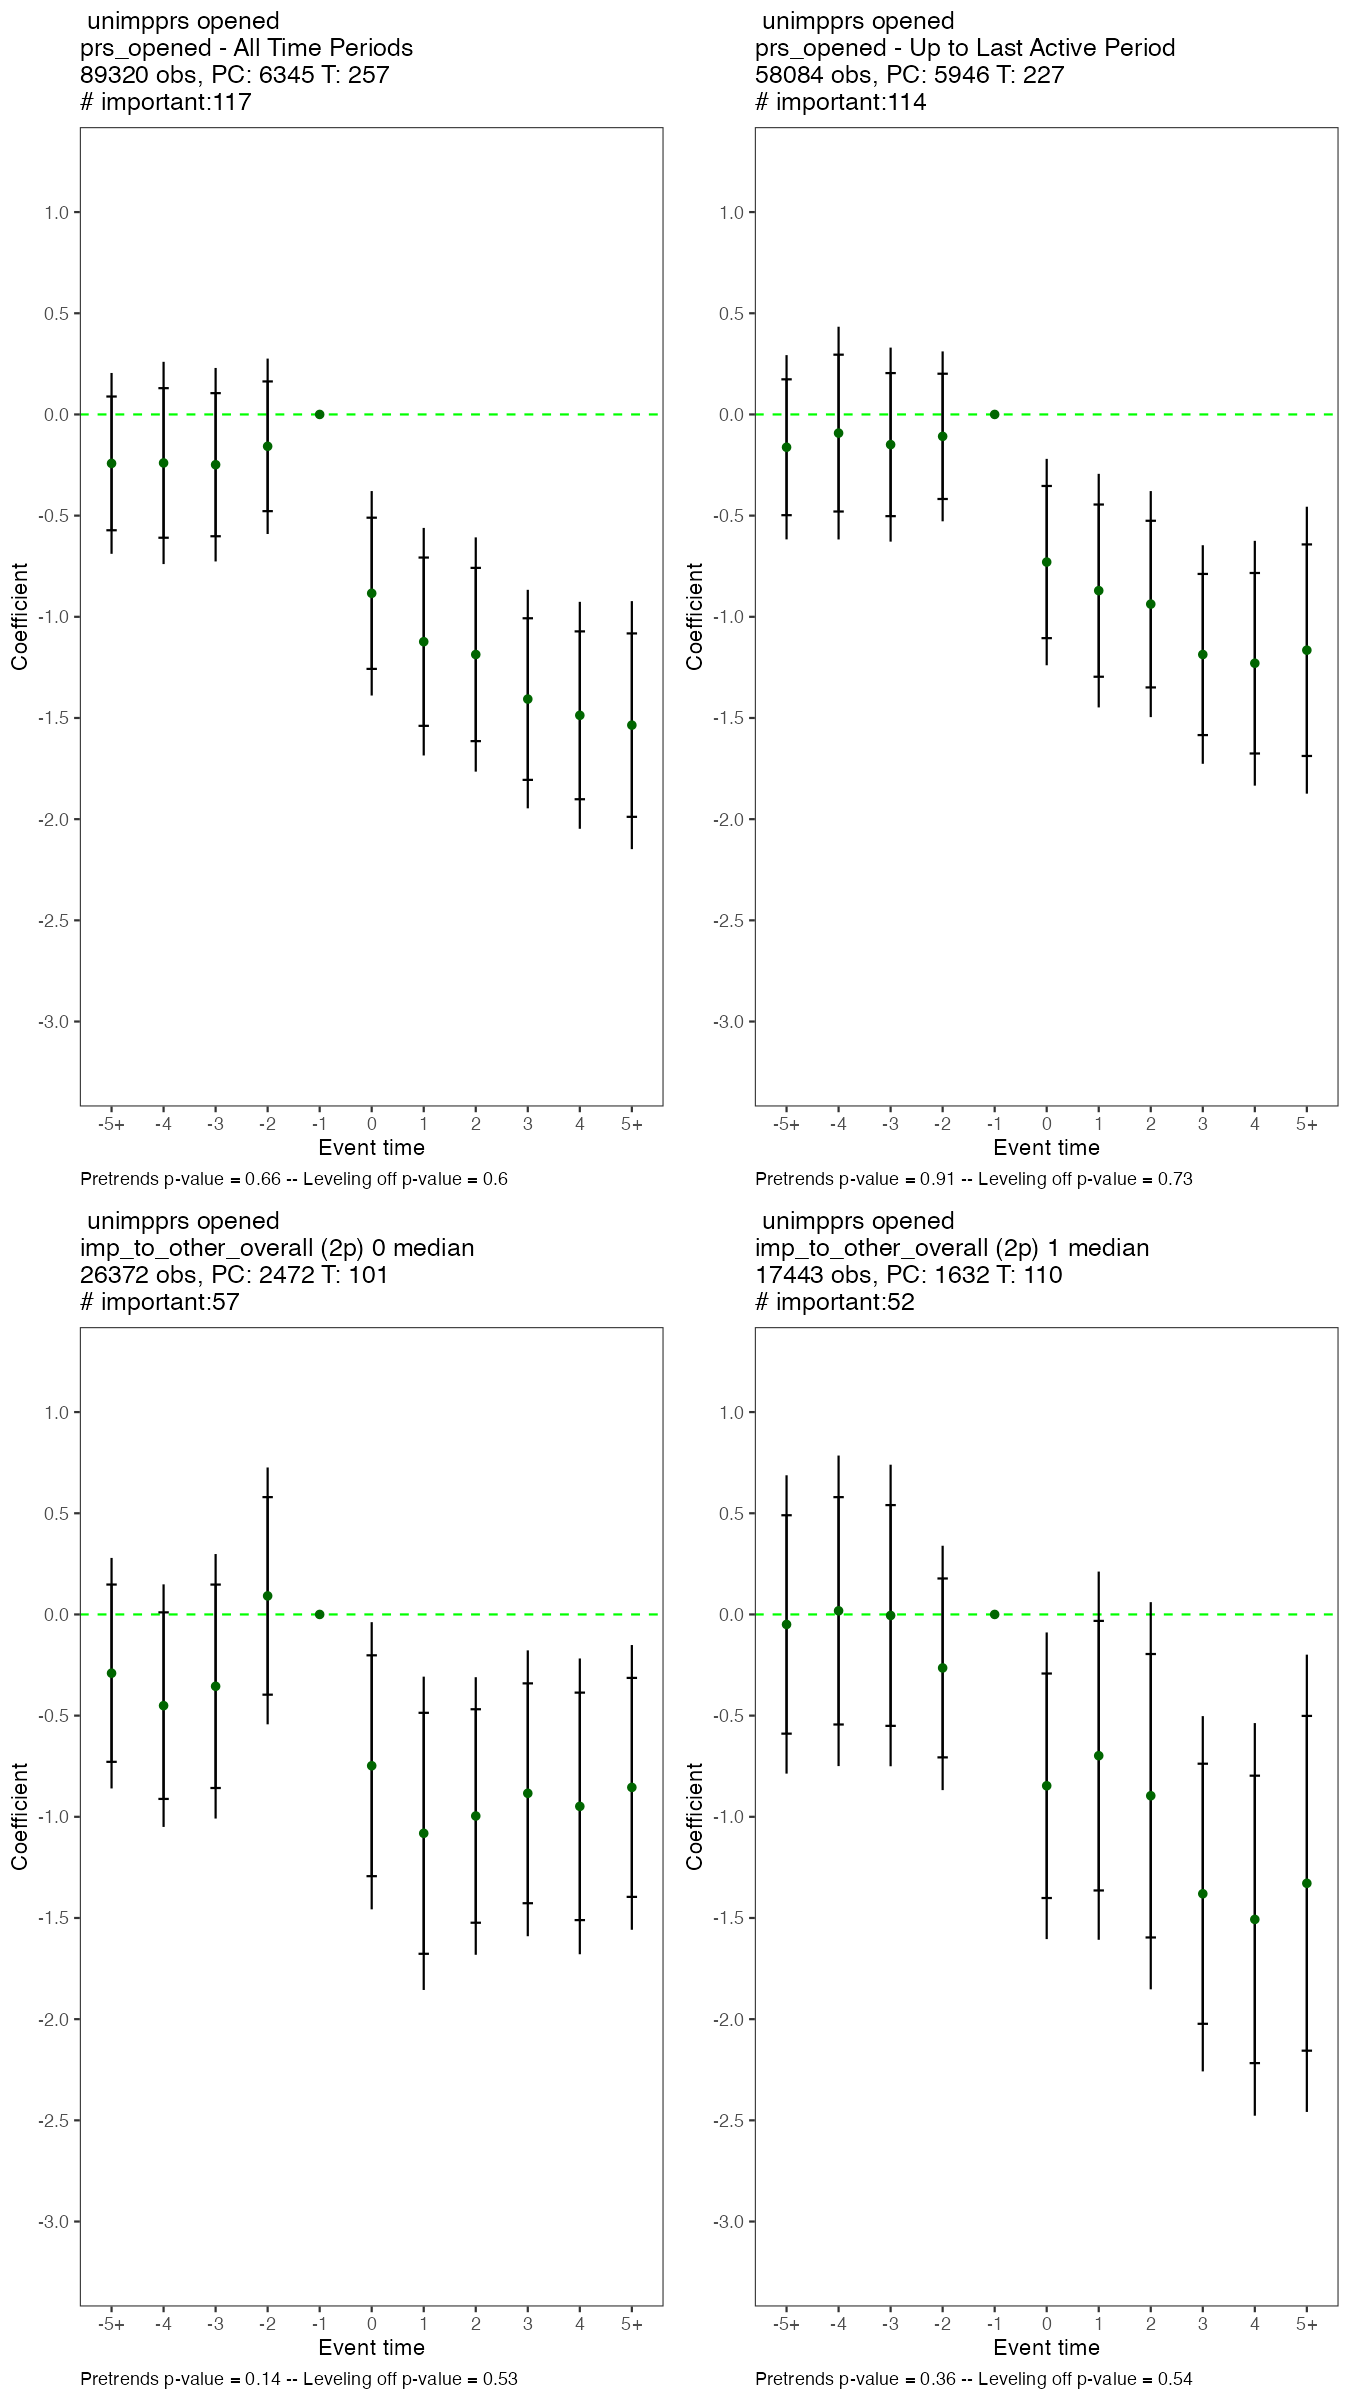 unimpprs opened
prs_opened - All Time Periods
89320 obs, PC: 6345 T: 257
# important:117
1.0
0.5
0.0
-0.5
-1.0
-1.5
-2.0
-2.5
-3.0
Coefficient
-5+ -4 -3 -2 -1 0 1 2 3 4 5+
Event time
Pretrends p-value = 0.66 -- Leveling off p-value = 0.6
unimpprs opened
prs_opened - Up to Last Active Period
58084 obs, PC: 5946 T: 227
# important:114
1.0
0.5
0.0
-0.5
-1.0
-1.5
-2.0
-2.5
-3.0
Coefficient
-5+ -4 -3 -2 -1 0 1 2 3 4 5+
Event time
Pretrends p-value = 0.91 -- Leveling off p-value = 0.73
unimpprs opened
imp_to_other_overall (2p) 0 median
26372 obs, PC: 2472 T: 101
# important:57
1.0
0.5
0.0
-0.5
-1.0
-1.5
-2.0
-2.5
-3.0
Coefficient
-5+ -4 -3 -2 -1 0 1 2 3 4 5+
Event time
Pretrends p-value = 0.14 -- Leveling off p-value = 0.53
unimpprs opened
imp_to_other_overall (2p) 1 median
17443 obs, PC: 1632 T: 110
# important:52
1.0
0.5
0.0
-0.5
-1.0
-1.5
-2.0
-2.5
-3.0
Coefficient
-5+ -4 -3 -2 -1 0 1 2 3 4 5+
Event time
Pretrends p-value = 0.36 -- Leveling off p-value = 0.54